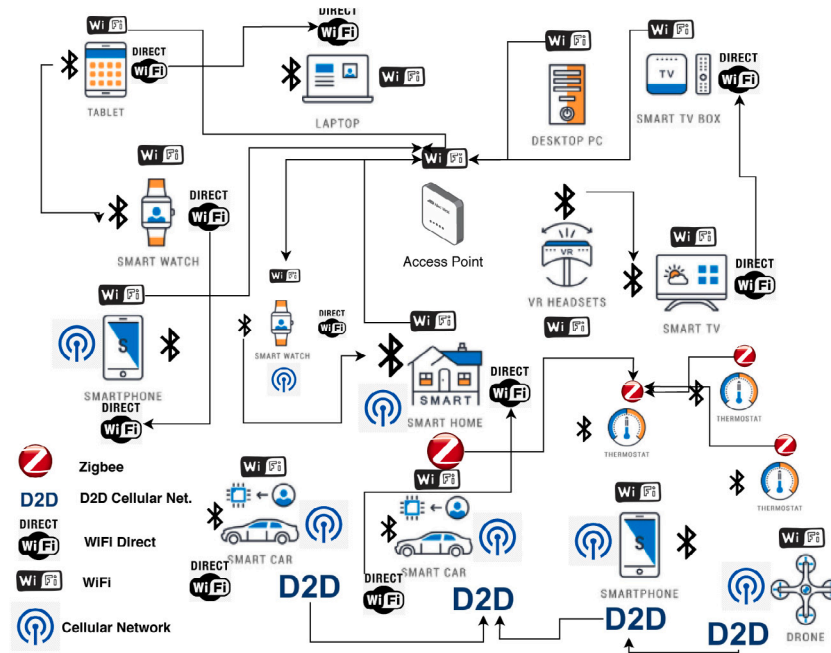 Wi Fi
DIRECT
Wi Fi
Wi Fi
Wi Fi
DIRECT
Wi Fi
TABLET
Wi Fi
LAPTOP
TV
DIRECT
Wi Fi
DESKTOP PC
SMART TV BOX
Wi Fi
Wi Fi
DIRECT
Wi Fi
SMART WATCH
Access Point
VR
VR HEADSETS
Wi Fi
Wi Fi
DIRECT
Wi Fi
SMART TV
Wi Fi
S
SMARTPHONE
DIRECT
Wi Fi
Wi Fi
DIRECT
Wi Fi
SMART WATCH
Wi Fi
SMART
SMART HOME
DIRECT
Wi Fi
Z
Z
THERMOSTAT
Z
THERMOSTAT
Z
THERMOSTAT
Z
Z
Zigbee
D2D
D2D Cellular Net.
DIRECT
Wi Fi
WIFI Direct
Wi Fi
WiFi
Cellular Network
Wi Fi
SMART CAR
DIRECT
Wi Fi
D2D
Wi Fi
SMART CAR
DIRECT
Wi Fi
D2D
Wi Fi
S
SMARTPHONE
D2D
Wi Fi
D2D
DRONE